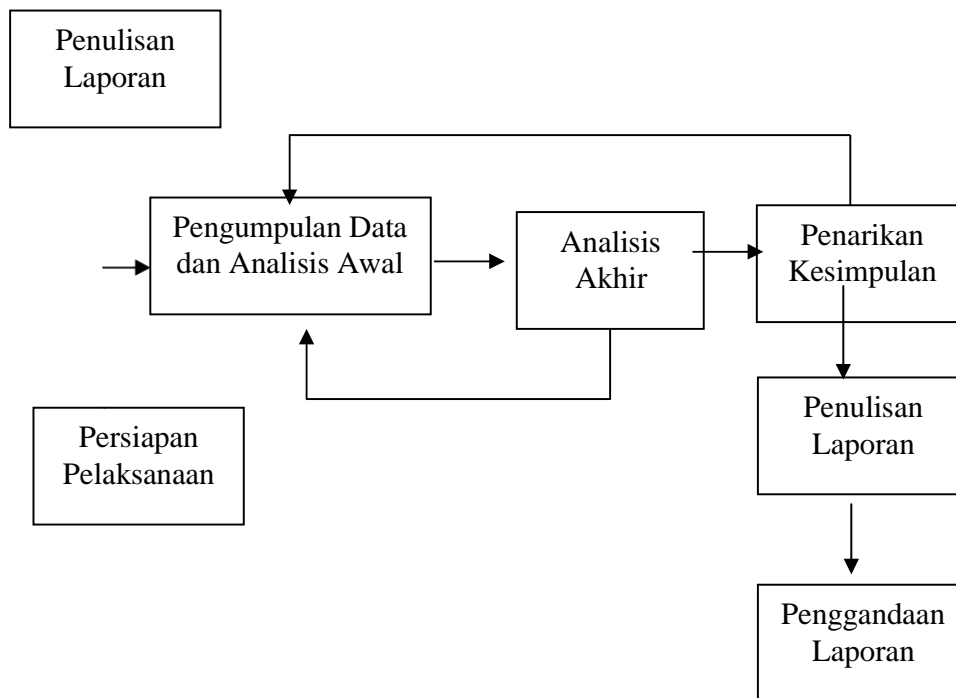 Penulisan
Laporan
Pengumpulan Data
dan Analisis Awal
Analisis
Akhir
Penarikan
Kesimpulan
Persiapan
Pelaksanaan
Penulisan
Laporan
Penggandaan
Laporan